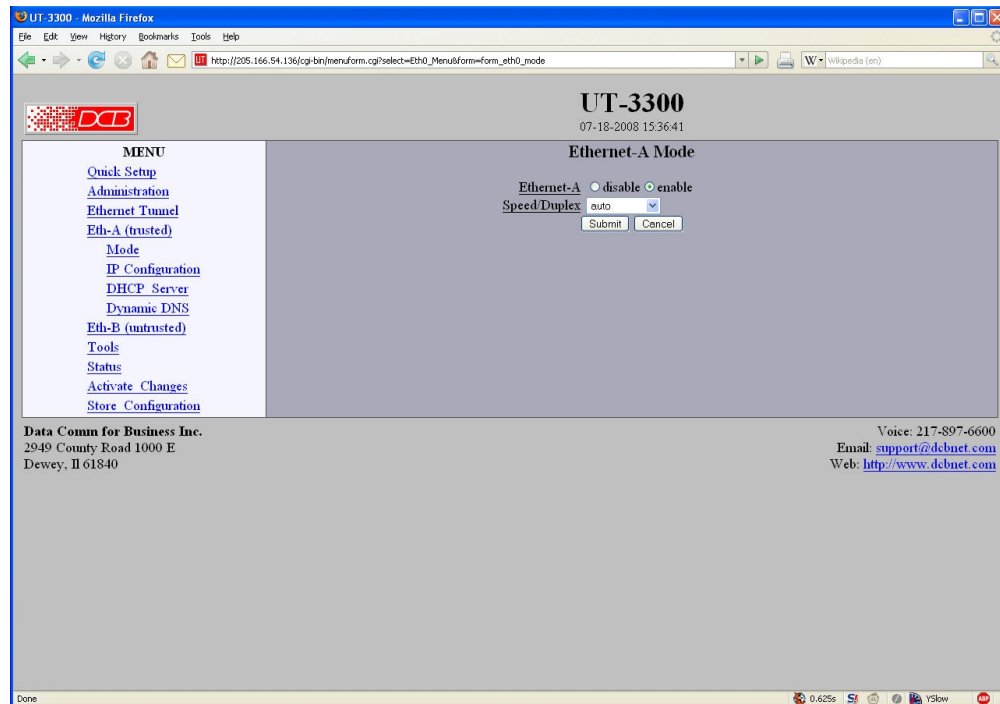 UT-3300 - Mozilla Firefox
File Edit View History Bookmarks Tools Help
UT http://205.166.54.136/cgi-bin/menuform.cgi?select=Eth0_Menu&form=form_eth0_mode W Wikipedia (en)
DCB
UT-3300
07-18-2008 15:36:41
MENU
Quick Setup
Administration
Ethernet Tunnel
Eth-A (trusted)
Mode
IP Configuration
DHCP Server
Dynamic DNS
Eth-B (untrusted)
Tools
Status
Activate Changes
Store Configuration
Ethernet-A Mode
Ethernet-A disable enable
Speed/Duplex auto
Submit Cancel
Data Comm for Business Inc.
2949 County Road 1000 E
Dewey, Il 61840
Voice: 217-897-6600
Email: support@dcbnet.com
Web: http://www.dcbnet.com
Done 0.625s S! YSlow ABP